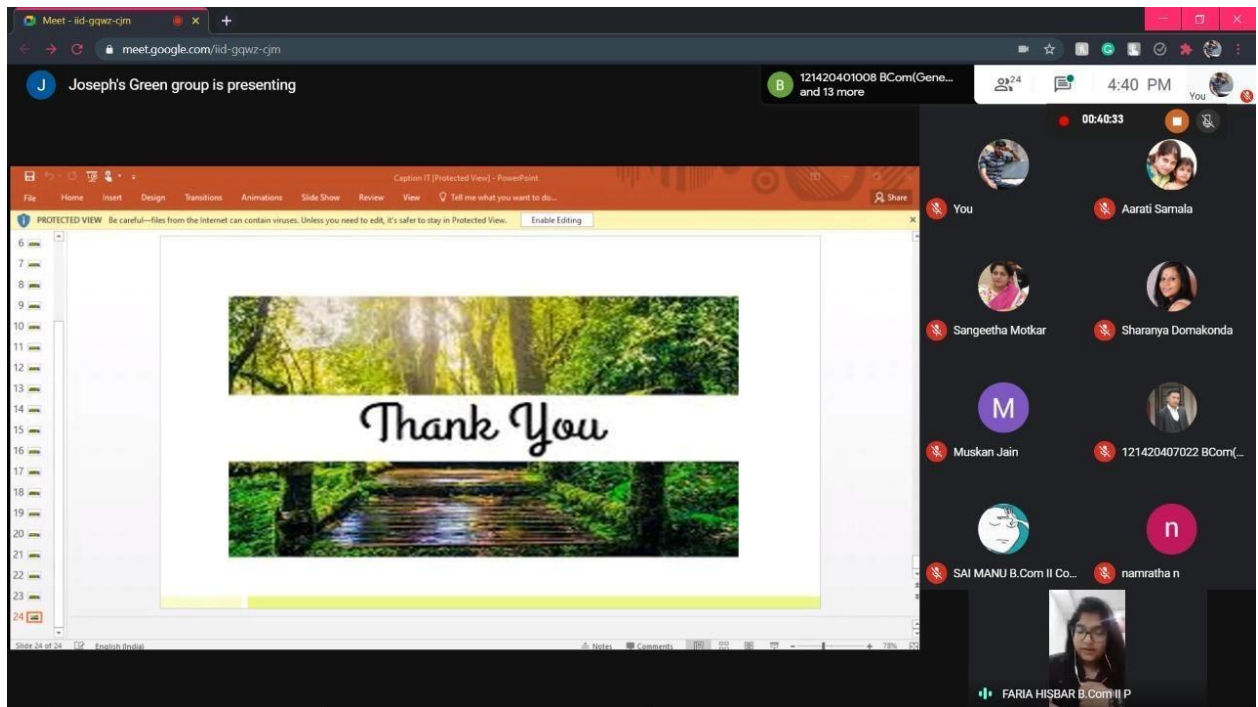 Meet - iid-gqwz-cjm
meet.google.com/iid-gqwz-cjm
J Joseph's Green group is presenting
B 121420401008 BCom(Gene...
and 13 more
24
4:40 PM
You
00:40:33
Caption IT [Protected View] - PowerPoint
File Home Insert Design Transitions Animations Slide Show Review View Tell me what you want to do... Share
PROTECTED VIEW Be careful—files from the Internet can contain viruses. Unless you need to edit, it's safer to stay in Protected View. Enable Editing
6
7
8
9
10
11
12
13
14
15
16
17
18
19
20
21
22
23
24
Thank You
Slide 24 of 24 English (India) Notes Comments 78%
You
Aarati Samala
Sangeetha Motkar
Sharanya Domakonda
M
Muskan Jain
121420407022 BCom(...
SAI MANU B.Com II Co...
n
namratha n
FARIA HISBAR B.Com II P